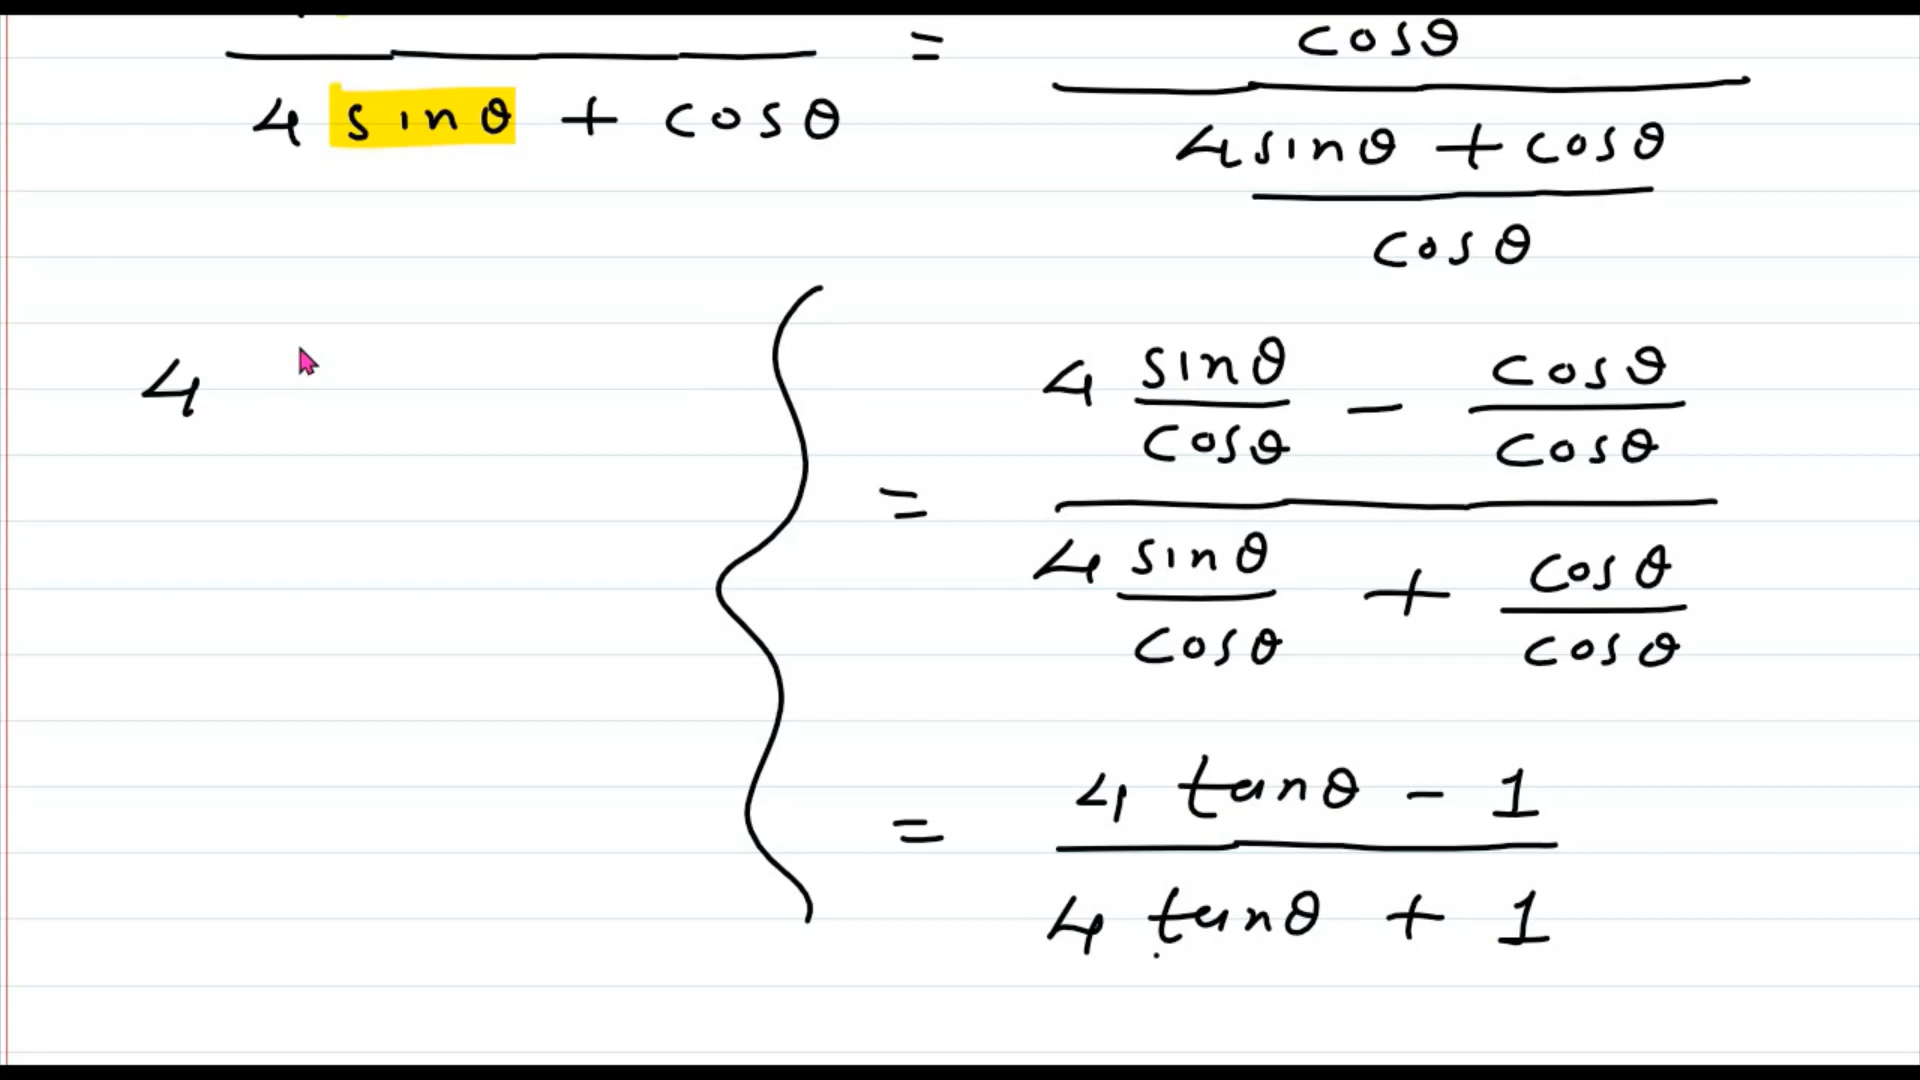 4 sinθ + cosθ
= cosθ
4sinθ + cosθ
cosθ
4
= 4 sinθ/cosθ - cosθ/cosθ
4 sinθ/cosθ + cosθ/cosθ
= 4 tanθ - 1
4 tanθ + 1